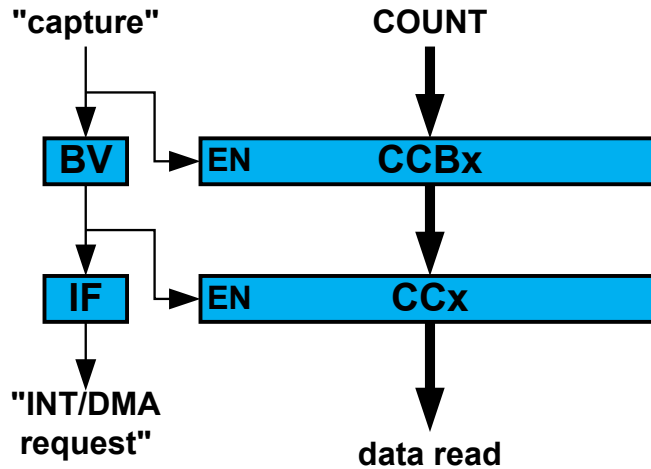 "capture"
COUNT
BV
EN
CCBx
IF
EN
CCx
"INT/DMA
request"
data read